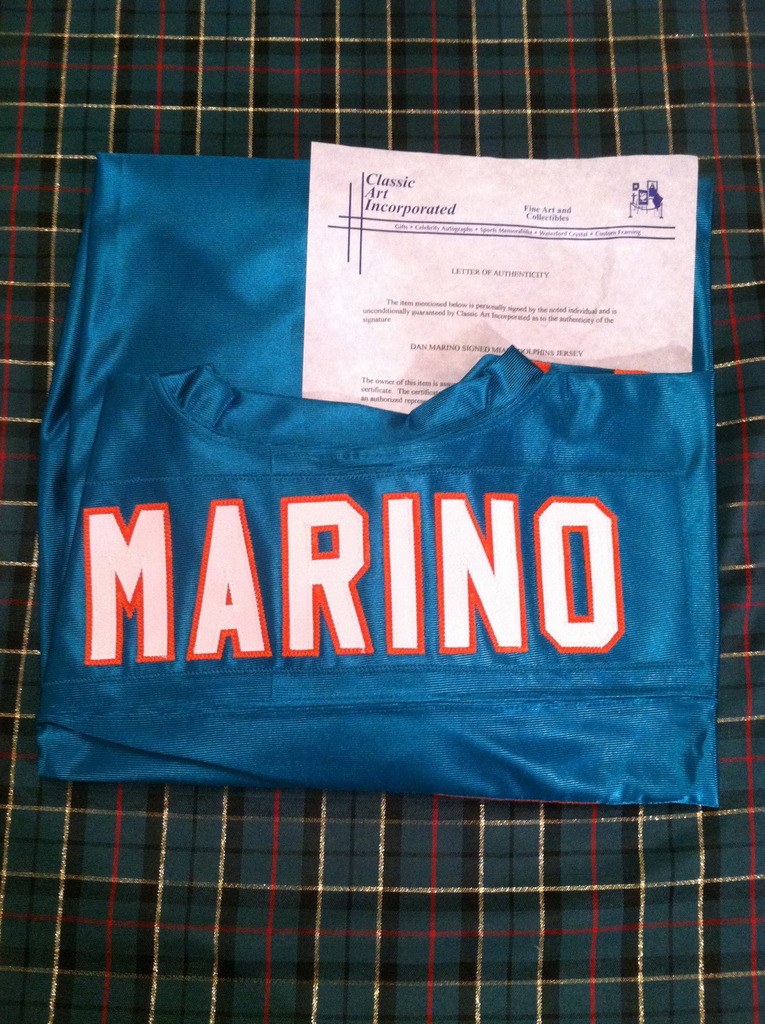 Classic
Art
Incorporated
Fine Art and
Collectibles
Gifts • Celebrity Autographs • Sports Memorabilia • Waterford Crystal • Custom Framing
LETTER OF AUTHENTICITY
The item mentioned below is personally signed by the noted individual and is
unconditionally guaranteed by Classic Art Incorporated as to the authenticity of the
signature
DAN MARINO SIGNED DOLPHINS JERSEY
The owner of this item is
certificate. The
an authorized
MARINO